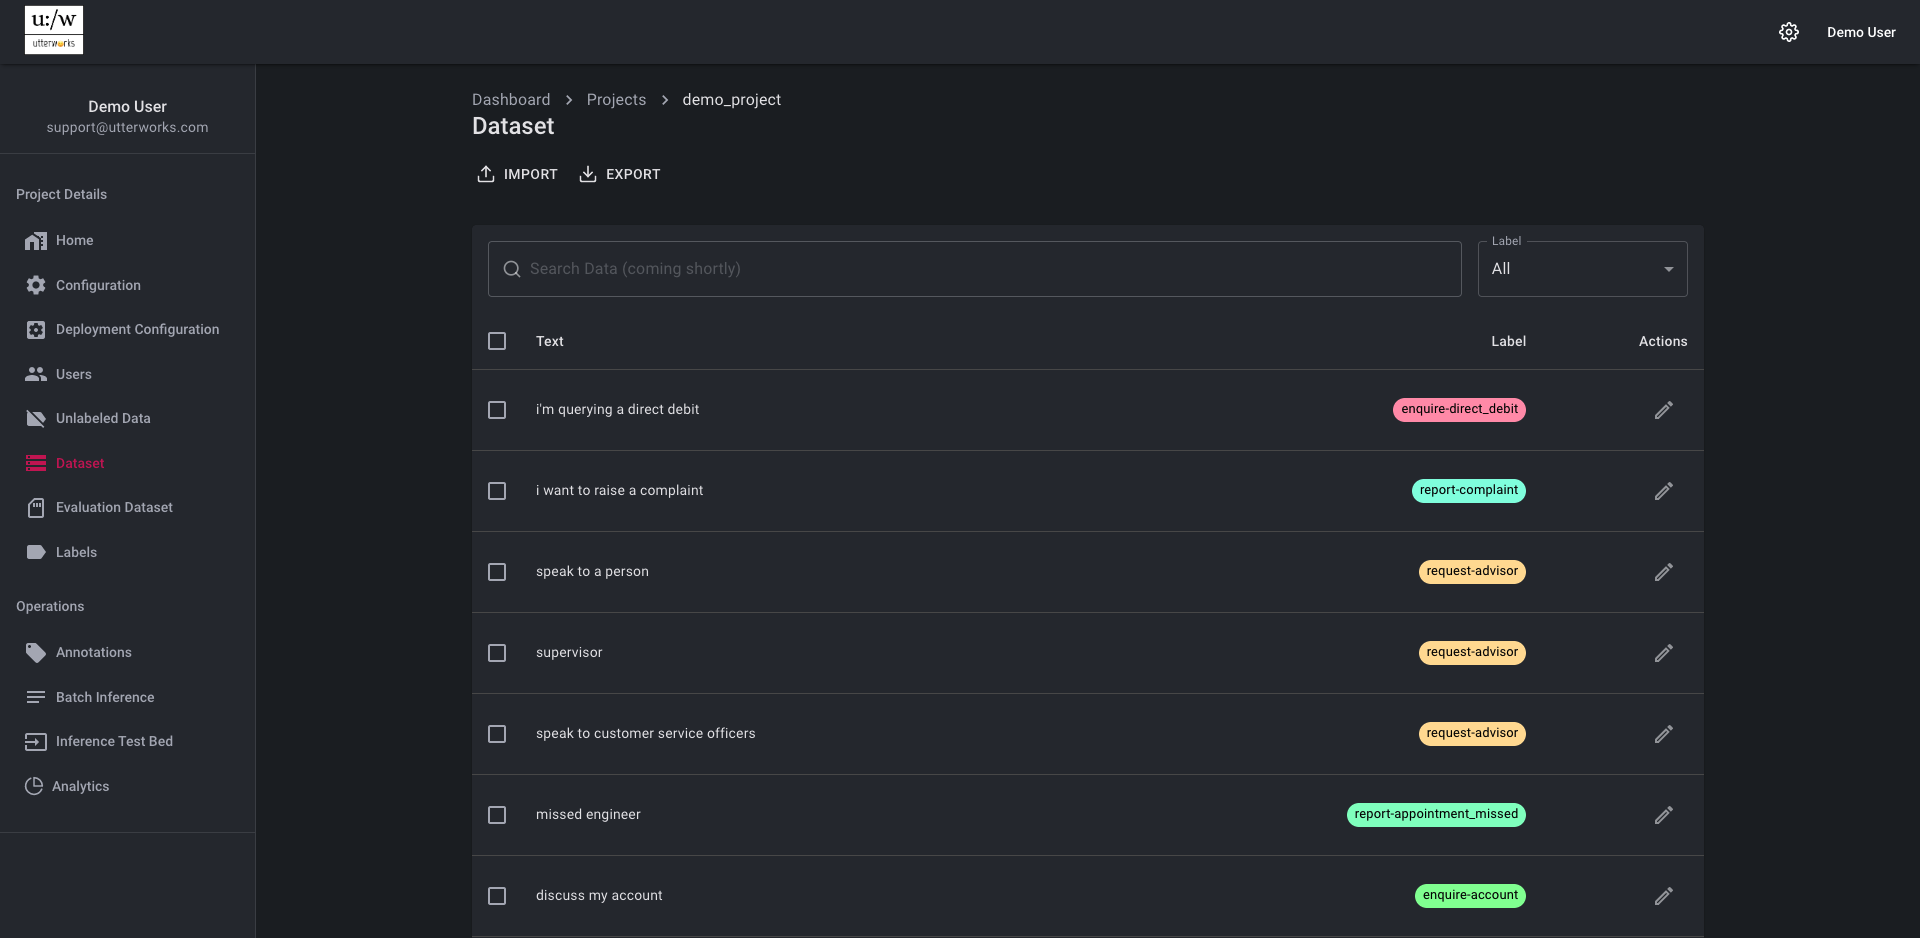 u:/w
utterworks
Demo User
Demo User
support@utterworks.com
Project Details
Home
Configuration
Deployment Configuration
Users
Unlabeled Data
Dataset
Evaluation Dataset
Labels
Operations
Annotations
Batch Inference
Inference Test Bed
Analytics
Dashboard > Projects > demo_project
Dataset
IMPORT EXPORT
Label
Search Data (coming shortly) All
Text Label Actions
i'm querying a direct debit enquire-direct_debit
i want to raise a complaint report-complaint
speak to a person request-advisor
supervisor request-advisor
speak to customer service officers request-advisor
missed engineer report-appointment_missed
discuss my account enquire-account